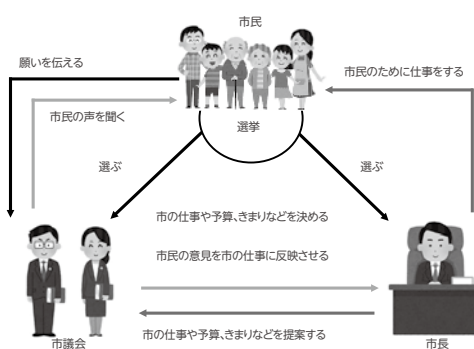 市民
願いを伝える
市民のために仕事をする
市民の声を聞く
選挙
選ぶ
選ぶ
市の仕事や予算、きまりなどを決める
市民の意見を市の仕事に反映させる
市の仕事や予算、きまりなどを提案する
市議会
市長